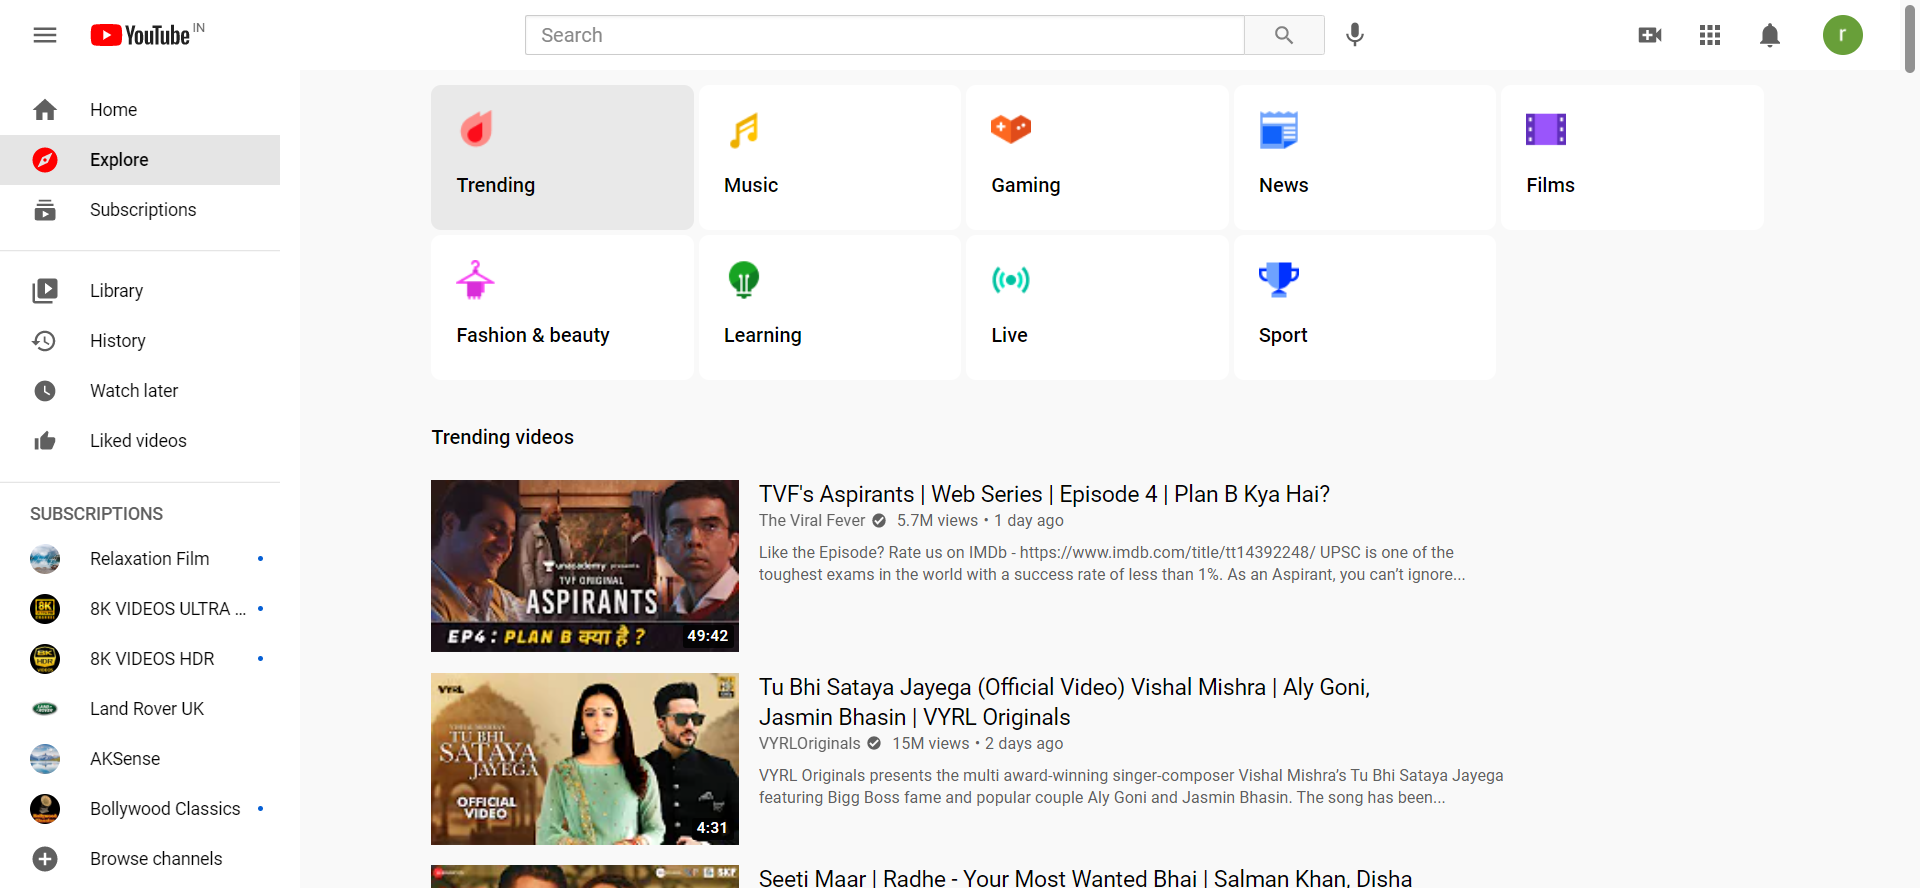 YouTube IN
Search
r
Home
Explore
Subscriptions
Library
History
Watch later
Liked videos
SUBSCRIPTIONS
Relaxation Film
8K VIDEOS ULTRA ...
8K VIDEOS HDR
Land Rover UK
AKSense
Bollywood Classics
Browse channels
Trending
Music
Gaming
News
Films
Fashion & beauty
Learning
Live
Sport
Trending videos
unacademy presents
TVF ORIGINAL
ASPIRANTS
EP4 : PLAN B क्या है ?
49:42
TVF's Aspirants | Web Series | Episode 4 | Plan B Kya Hai?
The Viral Fever 5.7M views • 1 day ago
Like the Episode? Rate us on IMDb - https://www.imdb.com/title/tt14392248/ UPSC is one of the
toughest exams in the world with a success rate of less than 1%. As an Aspirant, you can’t ignore...
VYRL
VISHAL MISHRA'S
TU BHI
SATAYA
JAYEGA
OFFICIAL
VIDEO
4:31
Tu Bhi Sataya Jayega (Official Video) Vishal Mishra | Aly Goni,
Jasmin Bhasin | VYRL Originals
VYRLOriginals 15M views • 2 days ago
VYRL Originals presents the multi award-winning singer-composer Vishal Mishra’s Tu Bhi Sataya Jayega
featuring Bigg Boss fame and popular couple Aly Goni and Jasmin Bhasin. The song has been...
SKF
Seeti Maar | Radhe - Your Most Wanted Bhai | Salman Khan, Disha